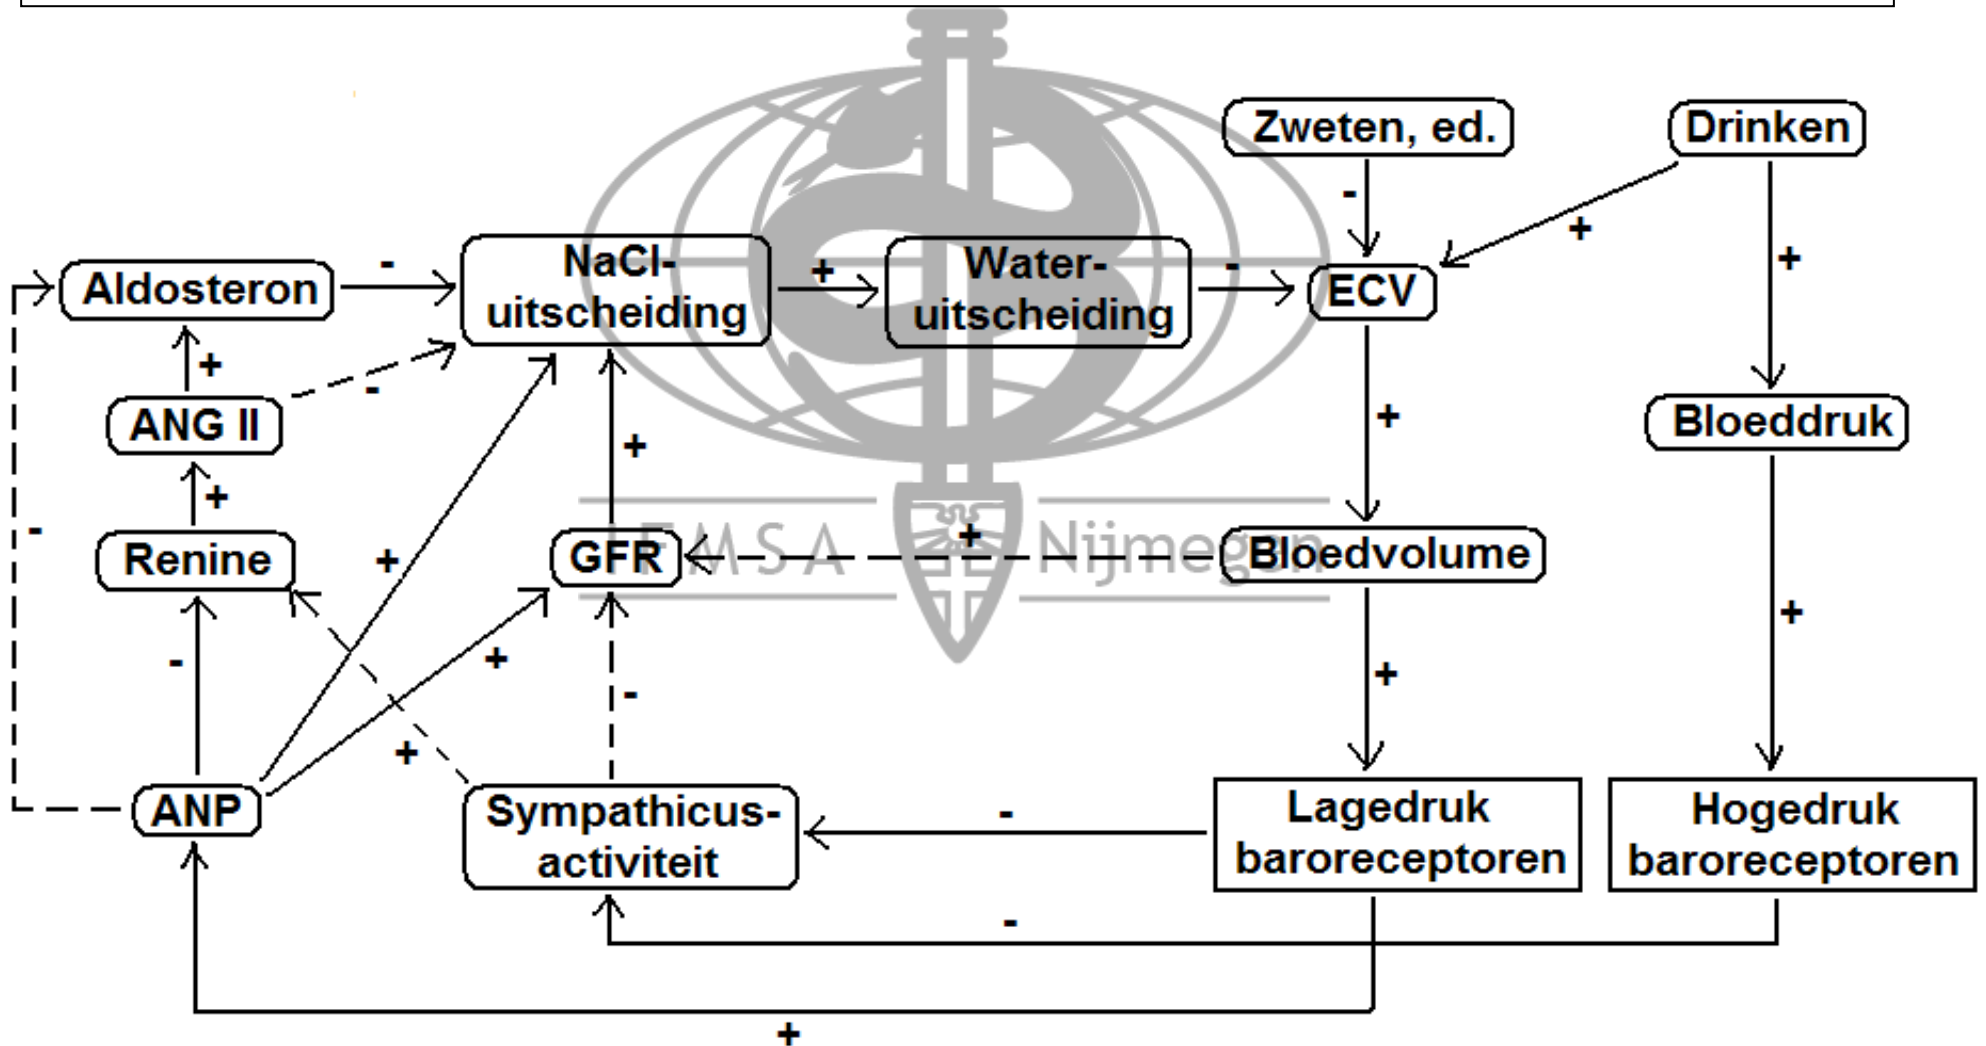 Zweten, ed.
Drinken
-
+
+
Aldosteron
-
NaCl-
uitscheiding
+
Water-
uitscheiding
-
ECV
+
-
+
ANG II
+
Bloeddruk
+
-
Renine
+
GFR
+
Bloedvolume
IFMSA Nijmegen
+
-
+
+
-
+
+
ANP
Sympathicus-
activiteit
-
Lagedruk
baroreceptoren
Hogedruk
baroreceptoren
-
+